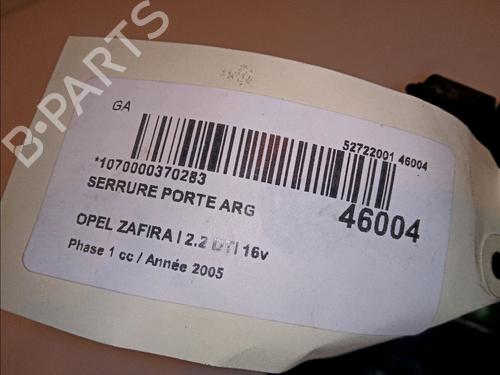 B-PARTS
GA
52722001 46004
*1070000370283
SERRURE PORTE ARG
46004
OPEL ZAFIRA I 2.2 DTI 16v
Phase 1 cc / Année 2005